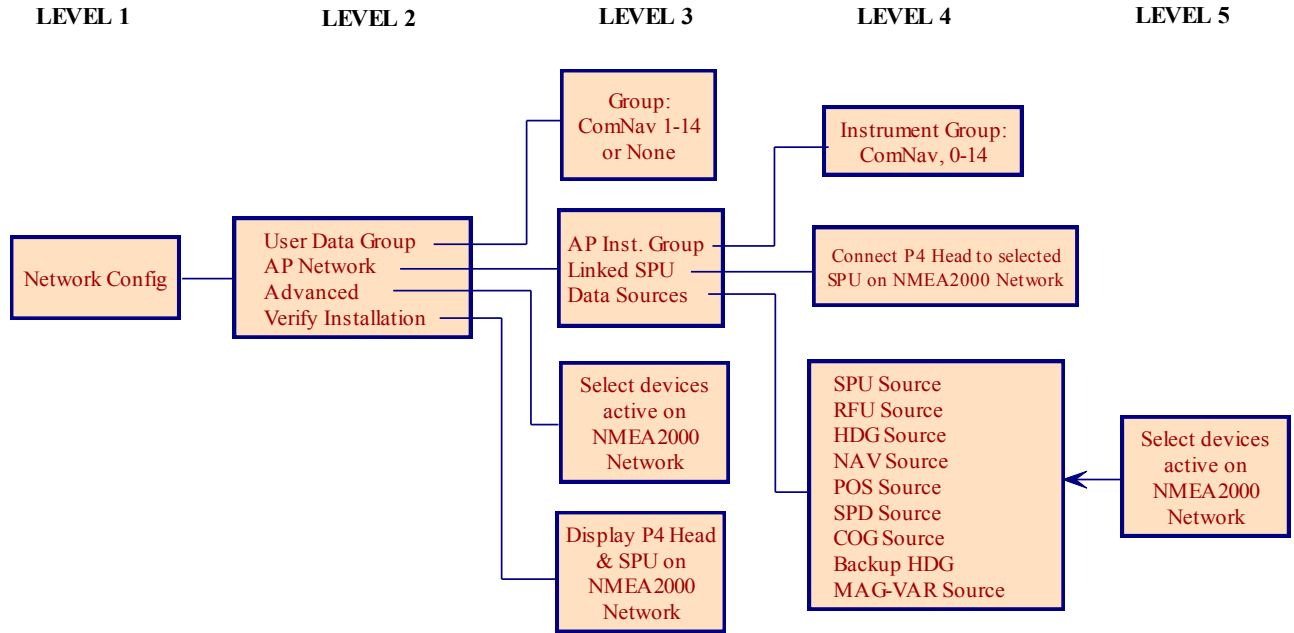 LEVEL 1
LEVEL 2
LEVEL 3
LEVEL 4
LEVEL 5
Network Config
User Data Group
AP Network
Advanced
Verify Installation
Group:
ComNav 1-14
or None
AP Inst. Group
Linked SPU
Data Sources
Select devices
active on
NMEA2000
Network
Display P4 Head
& SPU on
NMEA2000
Network
Instrument Group:
ComNav, 0-14
Connect P4 Head to selected
SPU on NMEA2000 Network
SPU Source
RFU Source
HDG Source
NAV Source
POS Source
SPD Source
COG Source
Backup HDG
MAG-VAR Source
Select devices
active on
NMEA2000
Network